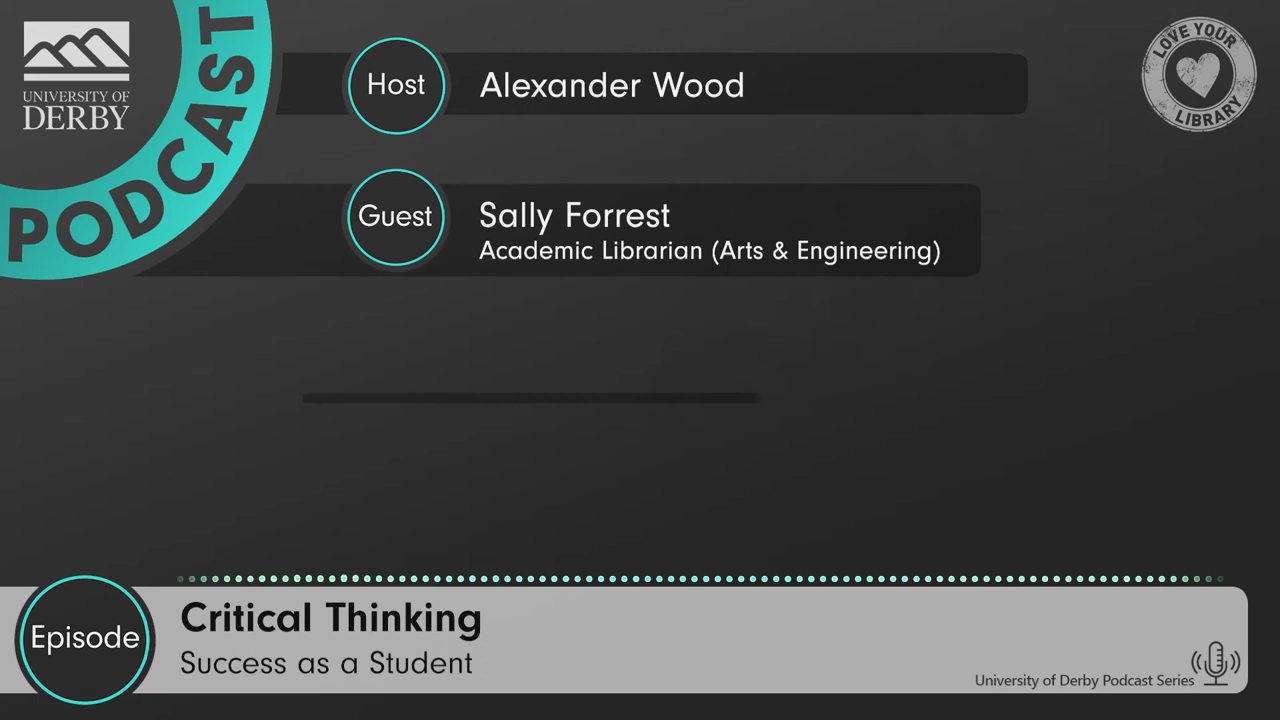 UNIVERSITY OF
DERBY
PODCAST
Host
Alexander Wood
LOVE YOUR
LIBRARY
Guest
Sally Forrest
Academic Librarian (Arts & Engineering)
Episode
Critical Thinking
Success as a Student
University of Derby Podcast Series